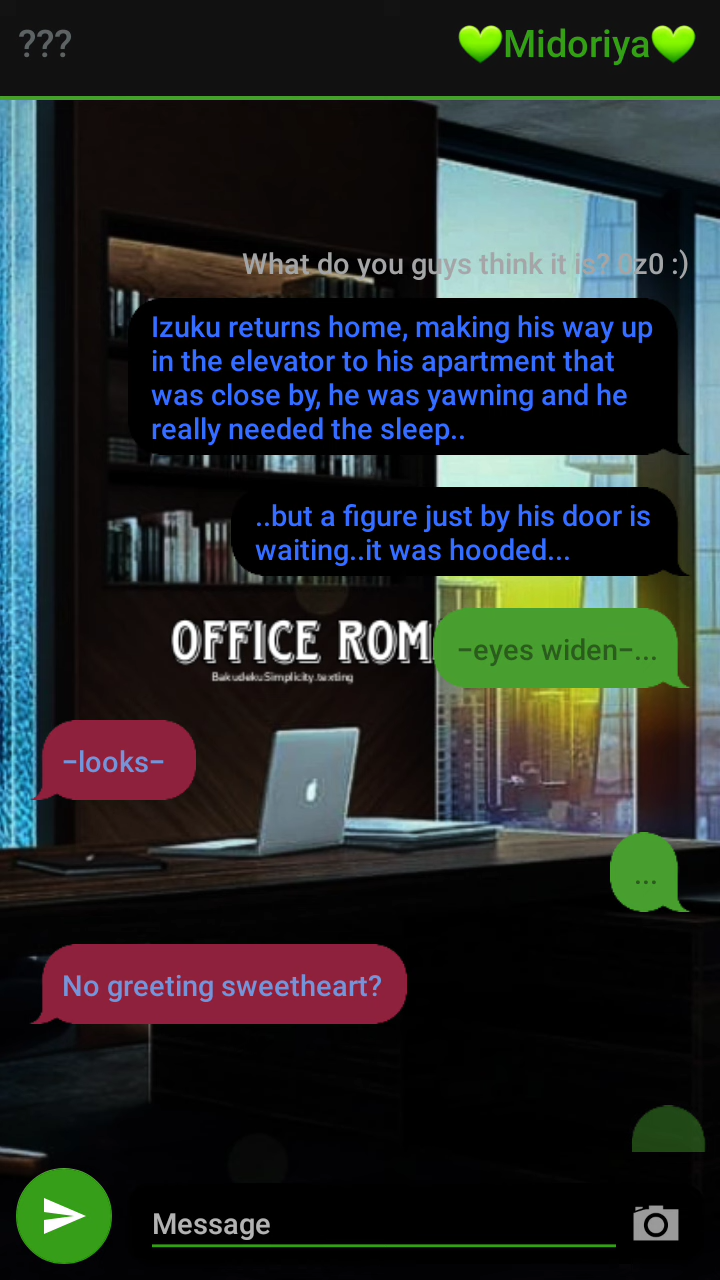 ???
💚Midoriya💚
What do you guys think it is? 0z0 :)
Izuku returns home, making his way up
in the elevator to his apartment that
was close by, he was yawning and he
really needed the sleep..
..but a figure just by his door is
waiting..it was hooded...
OFFICE ROM
BakudekuSimplicity.texting
–eyes widen–...
–looks–
...
No greeting sweetheart?
Message